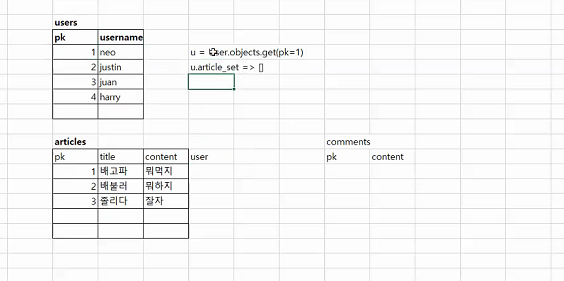 users
pk username
1 neo u = User.objects.get(pk=1)
2 justin u.article_set => []
3 juan
4 harry
articles comments
pk title content user pk content
1 배고파 뭐먹지
2 배불러 뭐하지
3 졸리다 잘자